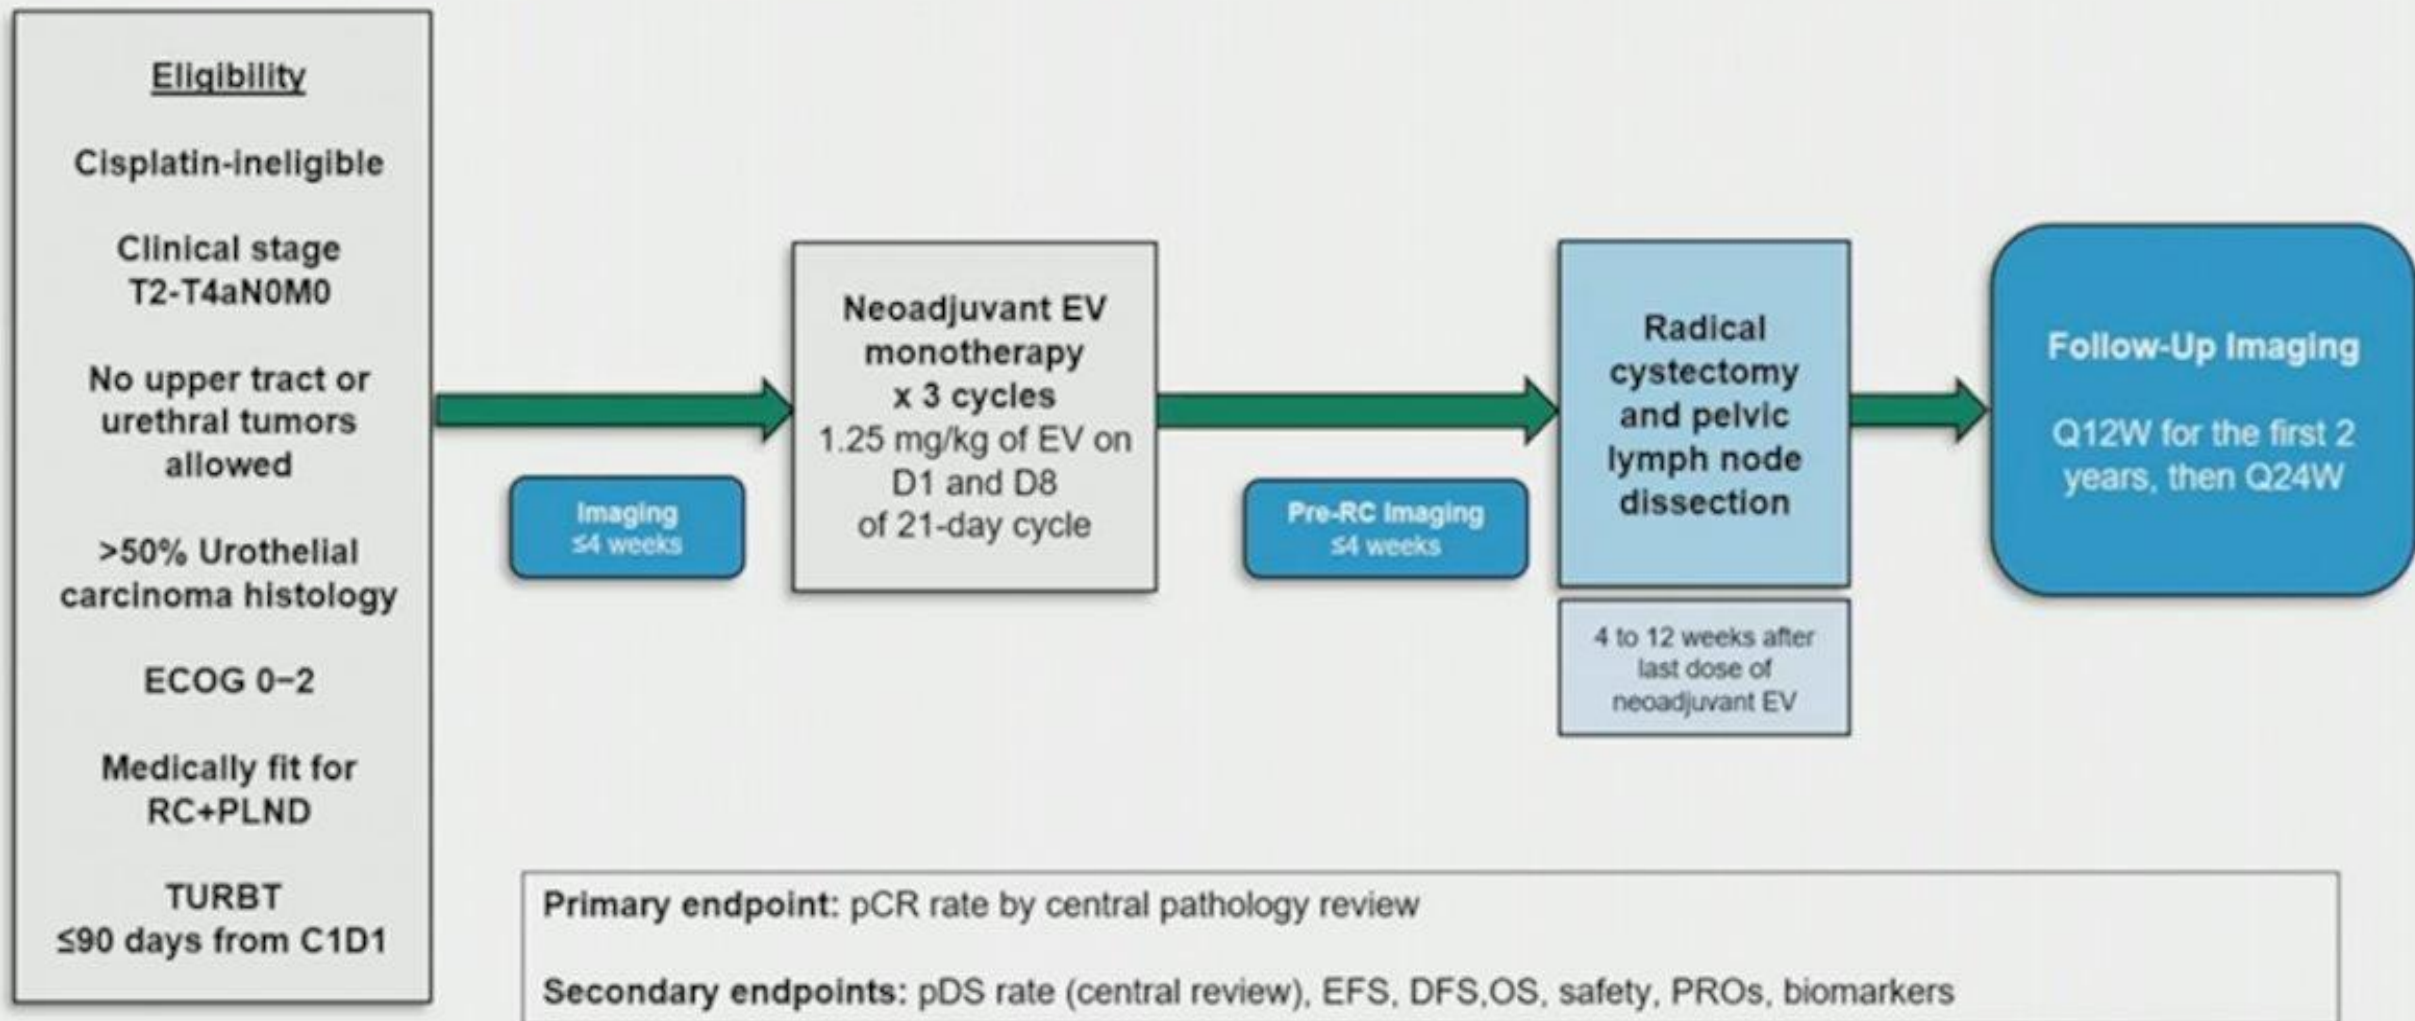 Eligibility
Cisplatin-ineligible
Clinical stage
T2-T4aN0M0
No upper tract or
urethral tumors
allowed
>50% Urothelial
carcinoma histology
ECOG 0–2
Medically fit for
RC+PLND
TURBT
≤90 days from C1D1
Imaging
≤4 weeks
Neoadjuvant EV
monotherapy
x 3 cycles
1.25 mg/kg of EV on
D1 and D8
of 21-day cycle
Pre-RC Imaging
≤4 weeks
Radical
cystectomy
and pelvic
lymph node
dissection
4 to 12 weeks after
last dose of
neoadjuvant EV
Follow-Up Imaging
Q12W for the first 2
years, then Q24W
Primary endpoint: pCR rate by central pathology review
Secondary endpoints: pDS rate (central review), EFS, DFS,OS, safety, PROs, biomarkers